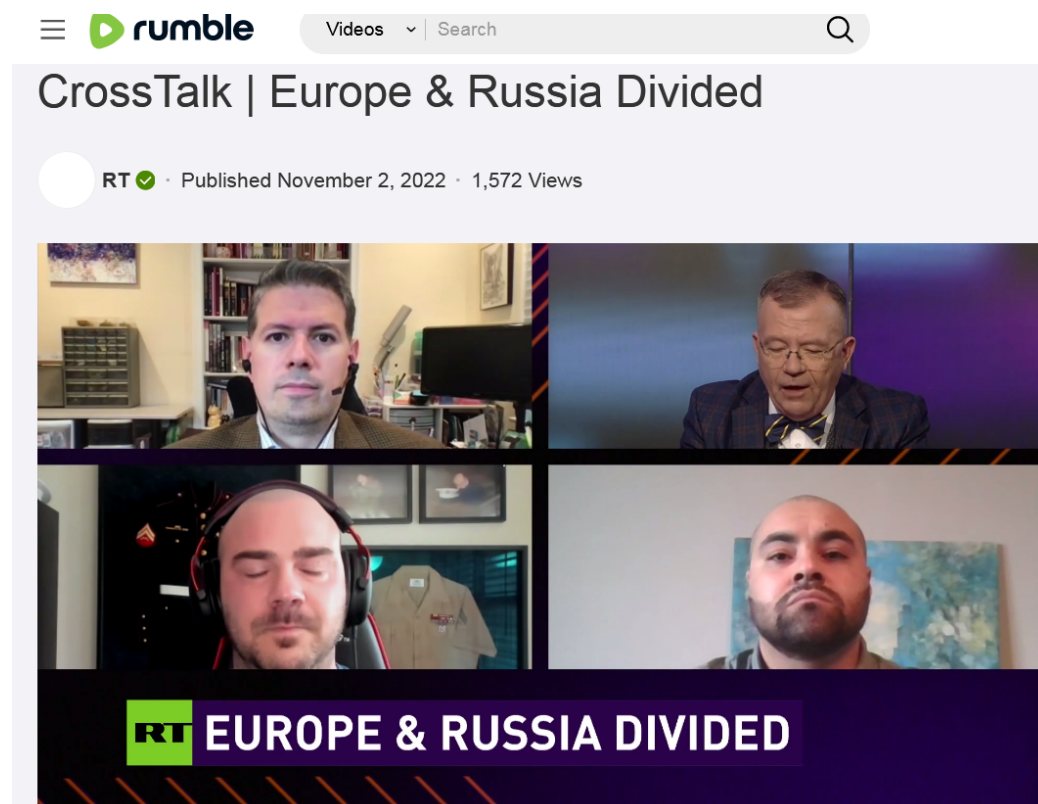 rumble
Videos Search
CrossTalk | Europe & Russia Divided
RT · Published November 2, 2022 · 1,572 Views
RT EUROPE & RUSSIA DIVIDED